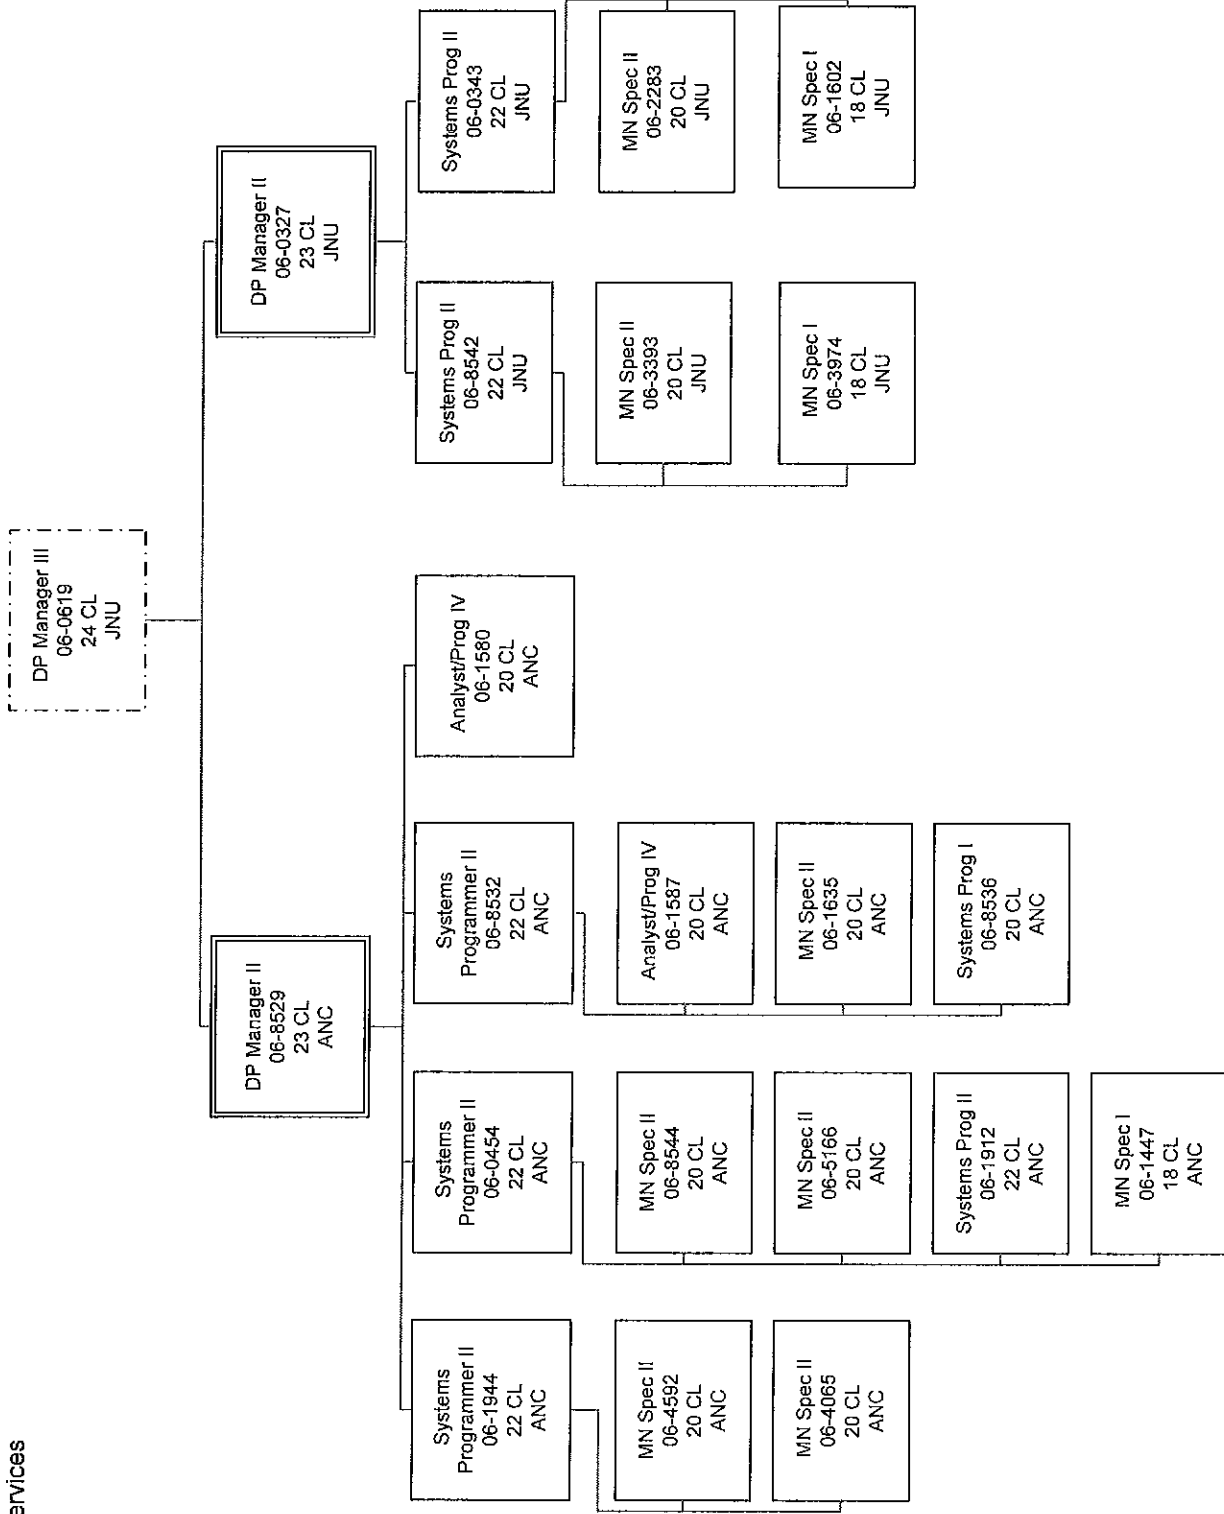 ervices
DP Manager III
06-0619
24 CL
JNU
DP Manager II
06-8529
23 CL
ANC
DP Manager II
06-0327
23 CL
JNU
Systems
Programmer II
06-1944
22 CL
ANC
Systems
Programmer II
06-0454
22 CL
ANC
Systems
Programmer II
06-8532
22 CL
ANC
Analyst/Prog IV
06-1580
20 CL
ANC
Systems Prog II
06-8542
22 CL
JNU
Systems Prog II
06-0343
22 CL
JNU
MN Spec II
06-4592
20 CL
ANC
MN Spec II
06-8544
20 CL
ANC
Analyst/Prog IV
06-1587
20 CL
ANC
MN Spec II
06-3393
20 CL
JNU
MN Spec II
06-2283
20 CL
JNU
MN Spec II
06-4065
20 CL
ANC
MN Spec II
06-5166
20 CL
ANC
MN Spec II
06-1635
20 CL
ANC
MN Spec I
06-3974
18 CL
JNU
MN Spec I
06-1602
18 CL
JNU
Systems Prog II
06-1912
22 CL
ANC
Systems Prog I
06-8536
20 CL
ANC
MN Spec I
06-1447
18 CL
ANC